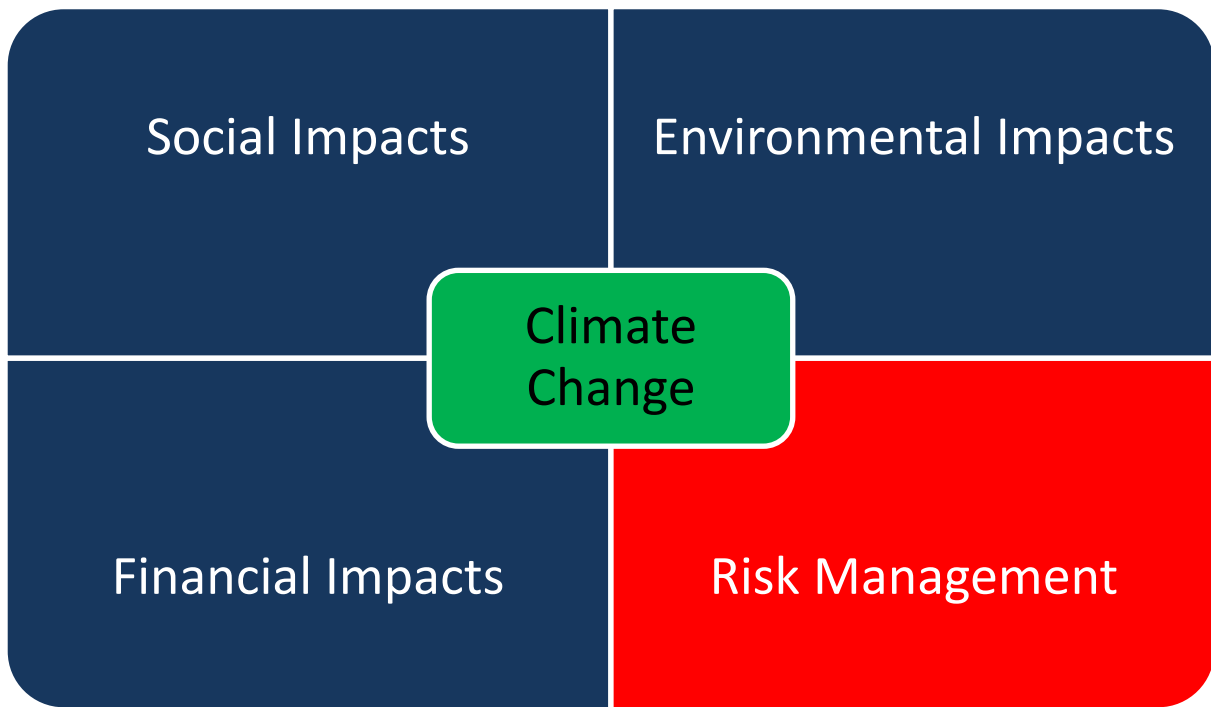 Social Impacts
Environmental Impacts
Climate
Change
Financial Impacts
Risk Management